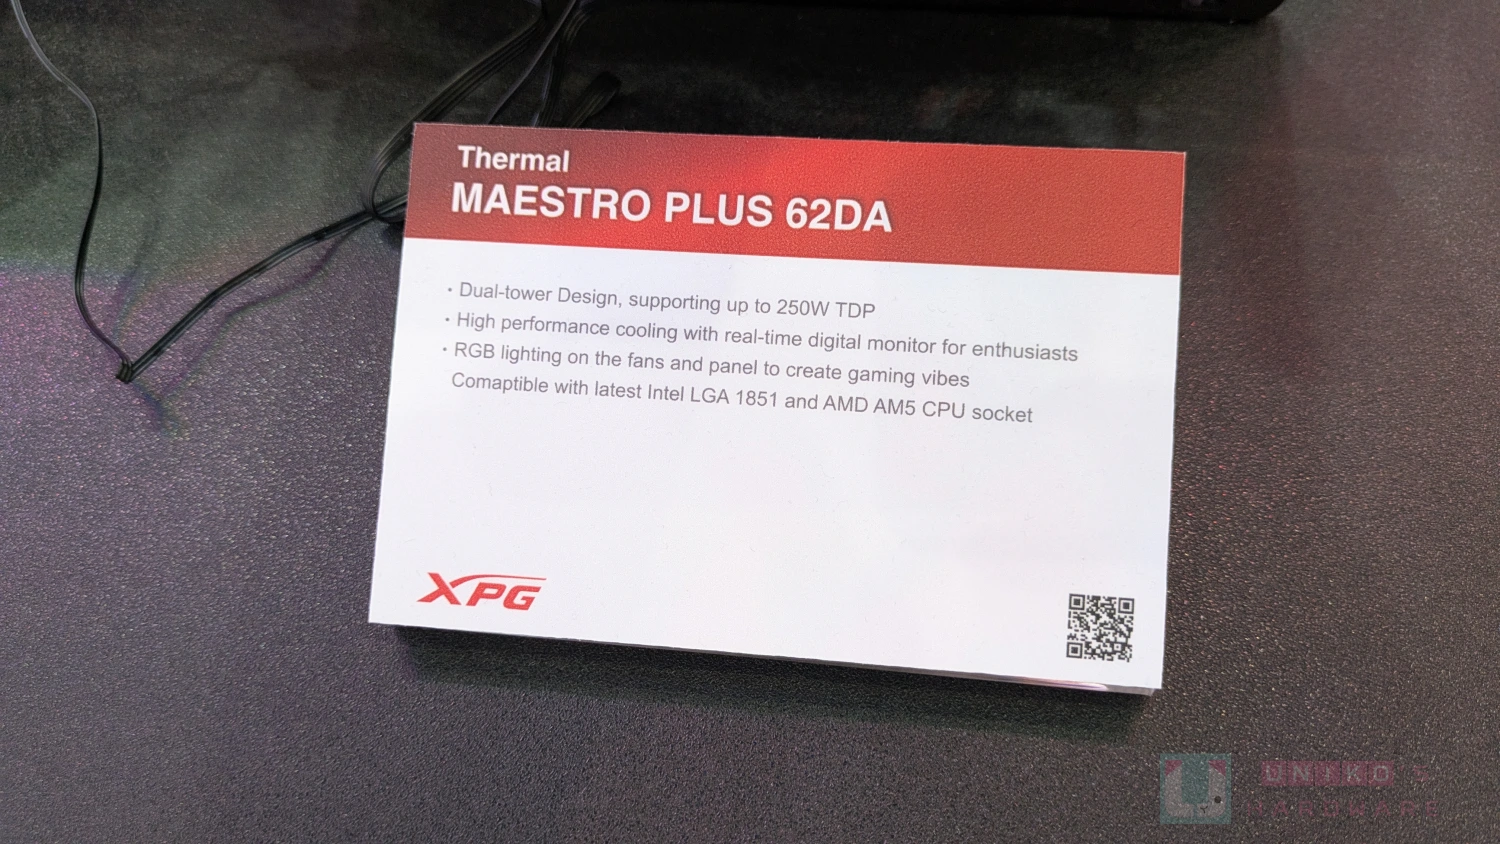 Thermal
MAESTRO PLUS 62DA
· Dual-tower Design, supporting up to 250W TDP
· High performance cooling with real-time digital monitor for enthusiasts
· RGB lighting on the fans and panel to create gaming vibes
Comaptible with latest Intel LGA 1851 and AMD AM5 CPU socket
XPG
UNIKO's
HARDWARE